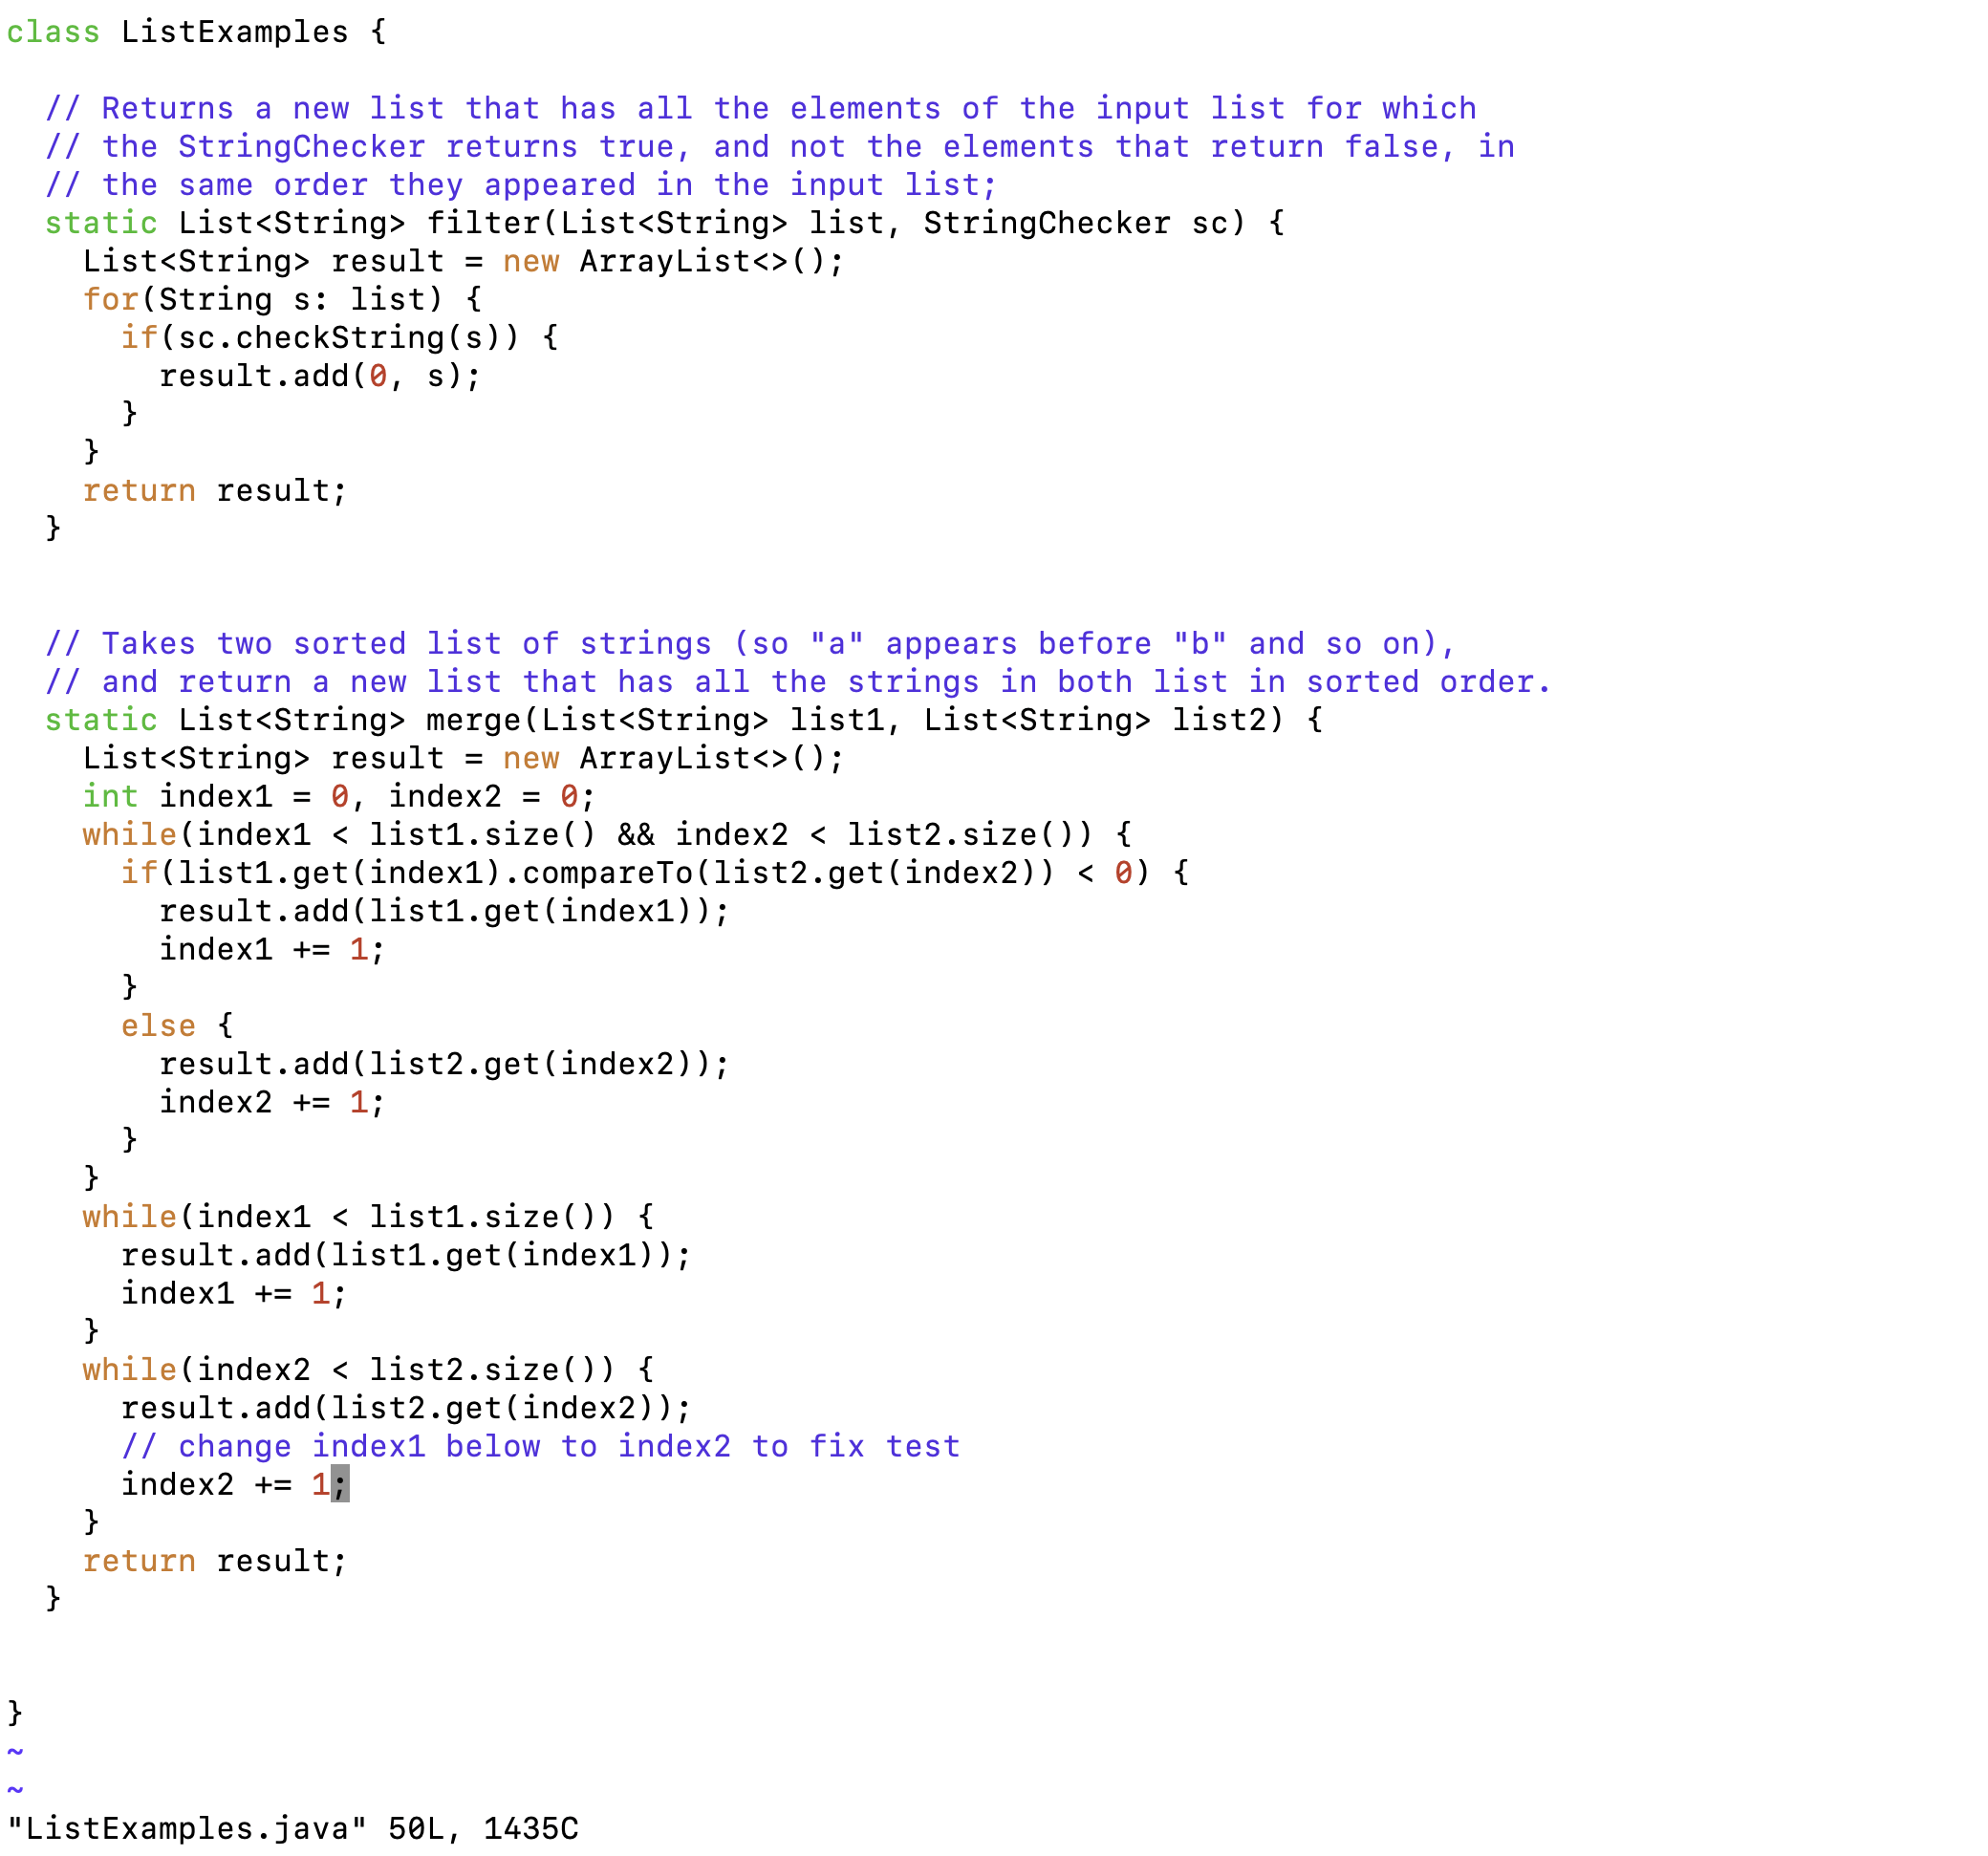 class ListExamples {

  // Returns a new list that has all the elements of the input list for which
  // the StringChecker returns true, and not the elements that return false, in
  // the same order they appeared in the input list;
  static List<String> filter(List<String> list, StringChecker sc) {
    List<String> result = new ArrayList<>();
    for(String s: list) {
      if(sc.checkString(s)) {
        result.add(0, s);
      }
    }
    return result;
  }


  // Takes two sorted list of strings (so "a" appears before "b" and so on),
  // and return a new list that has all the strings in both list in sorted order.
  static List<String> merge(List<String> list1, List<String> list2) {
    List<String> result = new ArrayList<>();
    int index1 = 0, index2 = 0;
    while(index1 < list1.size() && index2 < list2.size()) {
      if(list1.get(index1).compareTo(list2.get(index2)) < 0) {
        result.add(list1.get(index1));
        index1 += 1;
      }
      else {
        result.add(list2.get(index2));
        index2 += 1;
      }
    }
    while(index1 < list1.size()) {
      result.add(list1.get(index1));
      index1 += 1;
    }
    while(index2 < list2.size()) {
      result.add(list2.get(index2));
      // change index1 below to index2 to fix test
      index2 += 1;
    }
    return result;
  }


}
~
~
"ListExamples.java" 50L, 1435C